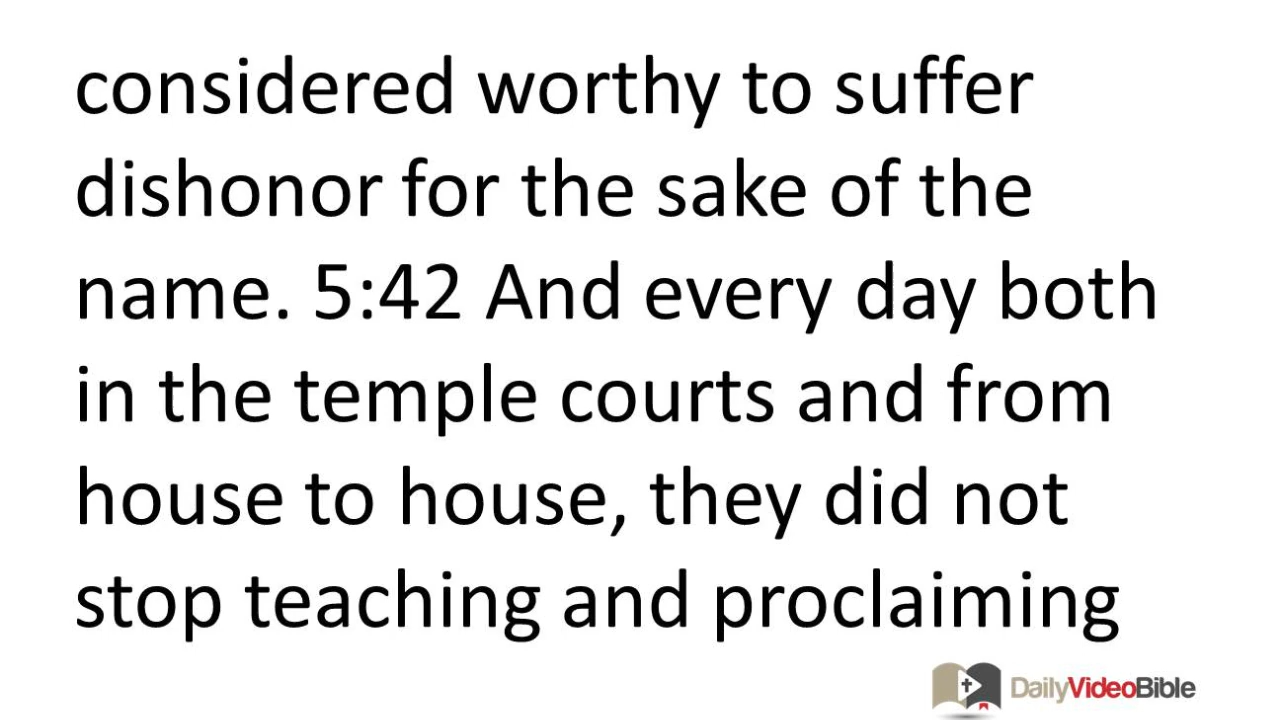 considered worthy to suffer
dishonor for the sake of the
name. 5:42 And every day both
in the temple courts and from
house to house, they did not
stop teaching and proclaiming
DailyVideoBible